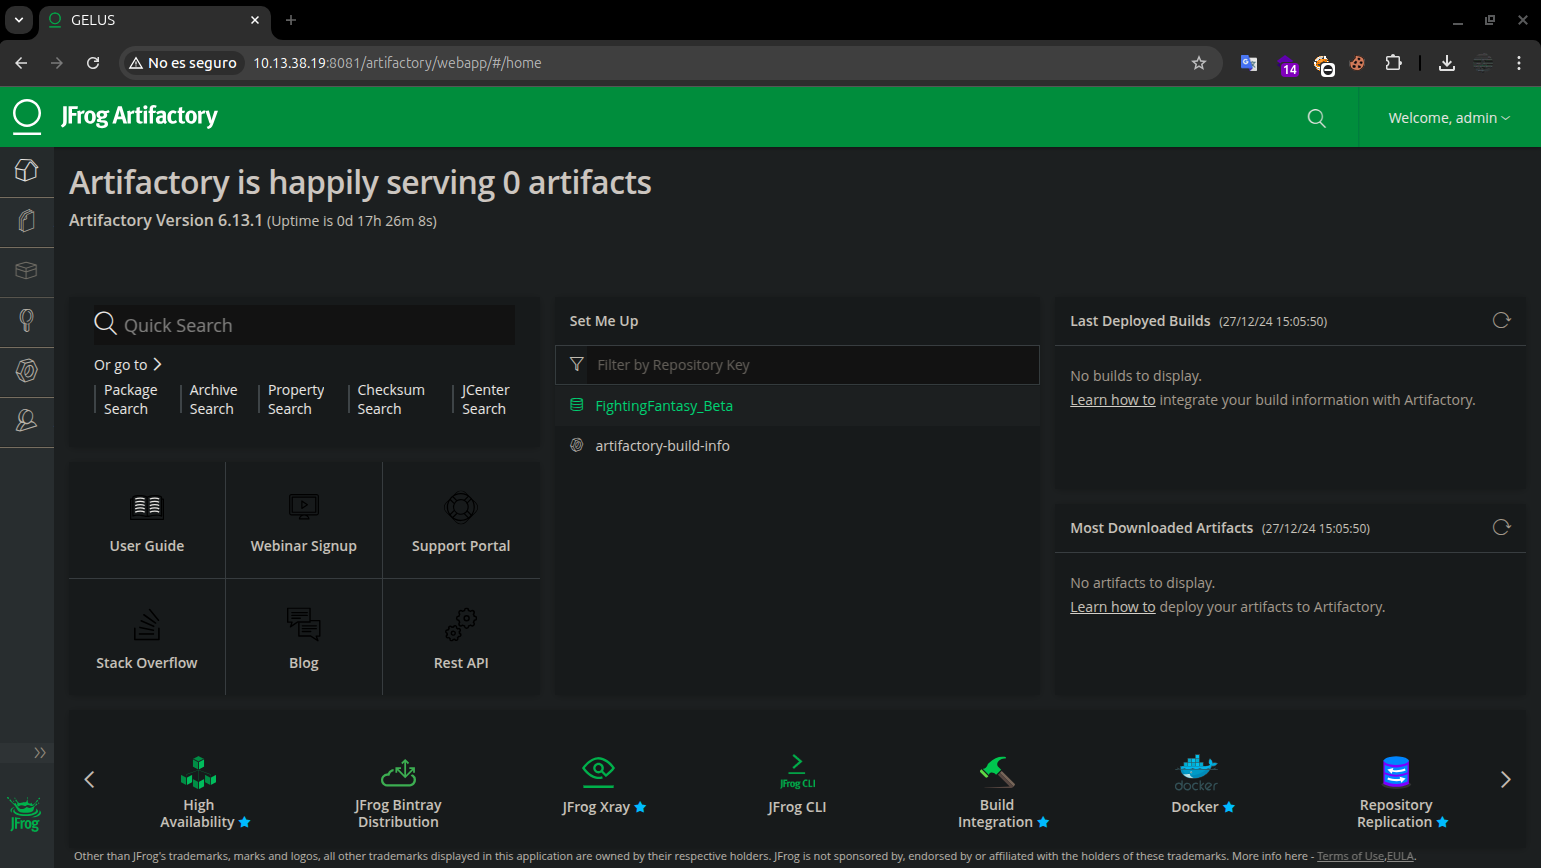 GELUS
No es seguro
10.13.38.19:8081/artifactory/webapp/#/home
14
JFrog Artifactory
Welcome, admin
Artifactory is happily serving 0 artifacts
Artifactory Version 6.13.1 (Uptime is 0d 17h 26m 8s)
Quick Search
Or go to
Package Search
Archive Search
Property Search
Checksum Search
JCenter Search
User Guide
Webinar Signup
Support Portal
Stack Overflow
Blog
Rest API
Set Me Up
Filter by Repository Key
FightingFantasy_Beta
artifactory-build-info
Last Deployed Builds (27/12/24 15:05:50)
No builds to display.
Learn how to integrate your build information with Artifactory.
Most Downloaded Artifacts (27/12/24 15:05:50)
No artifacts to display.
Learn how to deploy your artifacts to Artifactory.
JFrog
High Availability
JFrog Bintray Distribution
JFrog Xray
JFrog CLI
JFrog CLI
Build Integration
docker
Docker
Repository Replication
Other than JFrog's trademarks, marks and logos, all other trademarks displayed in this application are owned by their respective holders. JFrog is not sponsored by, endorsed by or affiliated with the holders of these trademarks. More info here - Terms of Use,EULA.